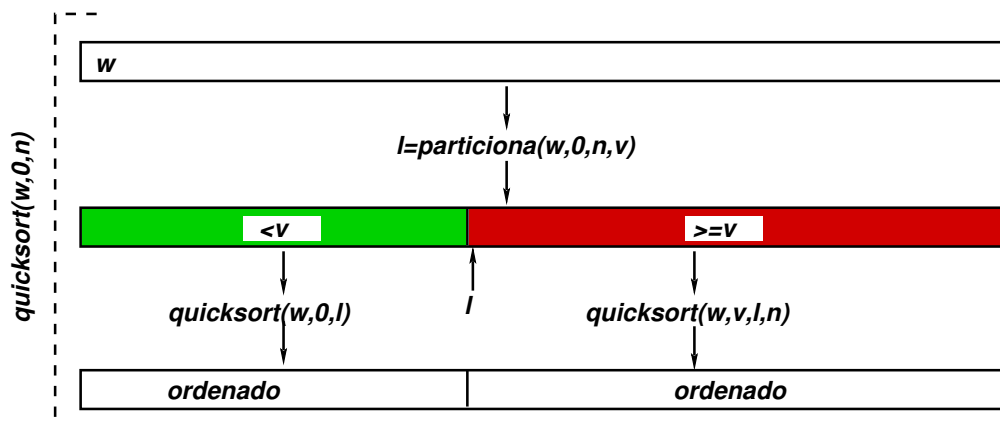 quicksort(w,0,n)
w
l=particiona(w,0,n,v)
<v
>=v
quicksort(w,0,l)
l
quicksort(w,v,l,n)
ordenado
ordenado